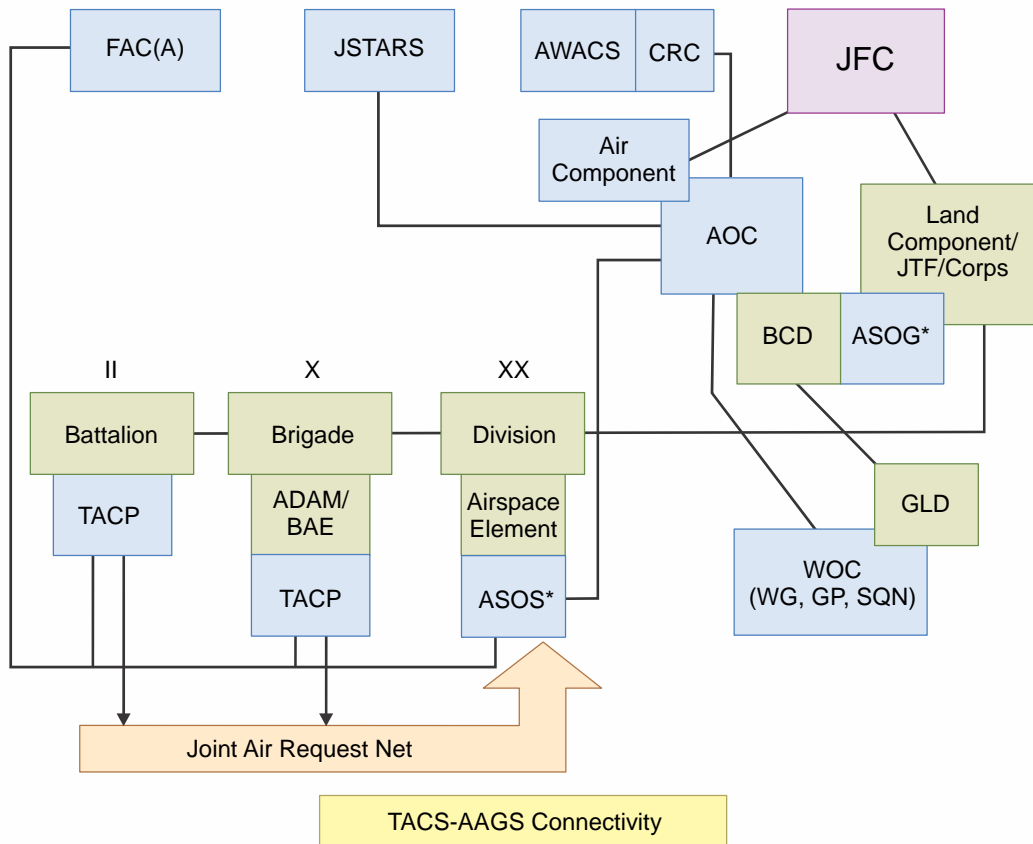 FAC(A)
JSTARS
AWACS
CRC
JFC
Air
Component
AOC
Land
Component/
JTF/Corps
BCD
ASOG*
II
X
XX
Battalion
Brigade
Division
TACP
ADAM/
BAE
Airspace
Element
GLD
TACP
ASOS*
WOC
(WG, GP, SQN)
Joint Air Request Net
TACS-AAGS Connectivity